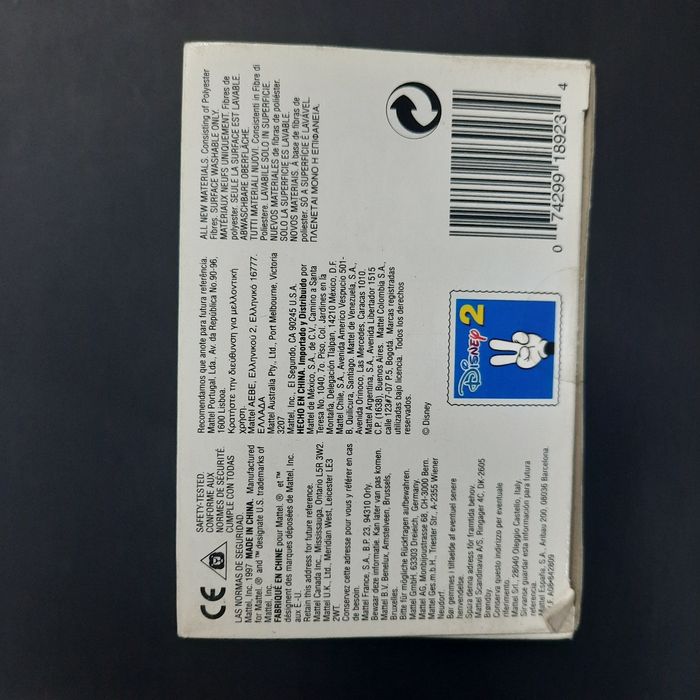 CE
SAFETY-TESTED.
CONFORME AUX
NORMES DE SÉCURITÉ.
CUMPLE CON TODAS
LAS NORMAS DE SEGURIDAD.
Mattel, Inc. 1997 MADE IN CHINA. Manufactured
for Mattel. ® and ™ designate U.S. trademarks of
Mattel, Inc.
FABRIQUÉ EN CHINE pour Mattel. ® et ™
désignent des marques déposées de Mattel, Inc.
aux É.-U.
Retain this address for future reference.
Mattel Canada Inc., Mississauga, Ontario L5R 3W2.
Mattel U.K., Ltd., Meridian West, Leicester LE3
2WT.
Conservez cette adresse pour vous y référer en cas
de besoin.
Mattel France, S.A., B.P. 23, 94310 Orly.
Bewaar deze informatie. Kan later van pas komen.
Mattel B.V. Benelux, Amstelveen, Brussels,
Bruxelles.
Bitte für mögliche Rückfragen aufbewahren.
Mattel GmbH, 63303 Dreieich, Germany.
Mattel AG, Monbijoustrasse 68, CH-3000 Bern.
Mattel Ges.m.b.H., Triester Str., A-2355 Wiener
Neudorf.
Bør gemmes i tilfælde af eventuel senere
henvendelse.
Spara denna adress för framtida behov.
Mattel Scandinavia A/S, Ringager 4C, DK-2605
Brøndby.
Conserva questo indirizzo per eventuale
riferimento.
Mattel Srl., 28040 Oleggio Castello, Italy.
Sírvanse guardar esta información para futura
referencia.
Mattel España, S.A., Aribau 200, 08036 Barcelona.
Recomendamos que anote para futura referência.
Mattel Portugal, Lda., Av. da República No. 90-96,
1600 Lisboa.
Κρατήστε την διεύθυνση για μελλοντική
χρήση.
Mattel AEBE, Ελληνικού 2, Ελληνικό 16777,
ΕΛΛΑΔΑ
Mattel Australia Pty., Ltd., Port Melbourne, Victoria
3207
Mattel, Inc., El Segundo, CA 90245 U.S.A.
HECHO EN CHINA. Importado y Distribuido por
Mattel de México, S.A., de C.V., Camino a Santa
Teresa No. 1040, 7o. Piso, Col. Jardines en la
Montaña, Delegación Tlalpan, 14210 México, D.F.
Mattel Chile, S.A., Avenida Americo Vespucio 501-
B, Quilicura, Santiago. Mattel de Venezuela, S.A.,
Avenida Orinoco, Las Mercedes, Caracas 1010.
Mattel Argentina, S.A., Avenida Libertador 1515
C.P. (1638), Buenos Aires. Mattel Colombia S.A.,
calle 123#7-07 P.5, Bogotá. Marcas registradas
utilizadas bajo licencia. Todos los derechos
reservados.
© Disney
Disney 2
ALL NEW MATERIALS. Consisting of Polyester
Fibres. SURFACE WASHABLE ONLY.
MATÉRIAUX NEUFS UNIQUEMENT. Fibres de
polyester. SEULE LA SURFACE EST LAVABLE.
ABWASCHBARE OBERFLÄCHE.
TUTTI MATERIALI NUOVI. Consistenti in Fibre di
Poliestere. LAVABILE SOLO IN SUPERFICIE.
NUEVOS MATERIALES de fibras de poliéster.
SOLO LA SUPERFICIE ES LAVABLE.
NOVOS MATERIAIS. À base de fibras de
poliéster. SÓ A SUPERFÍCIE É LAVÁVEL.
ΠΛΕΝΕΤΑΙ ΜΟΝΟ Η ΕΠΙΦΑΝΕΙΑ.
0 74299 18923 4